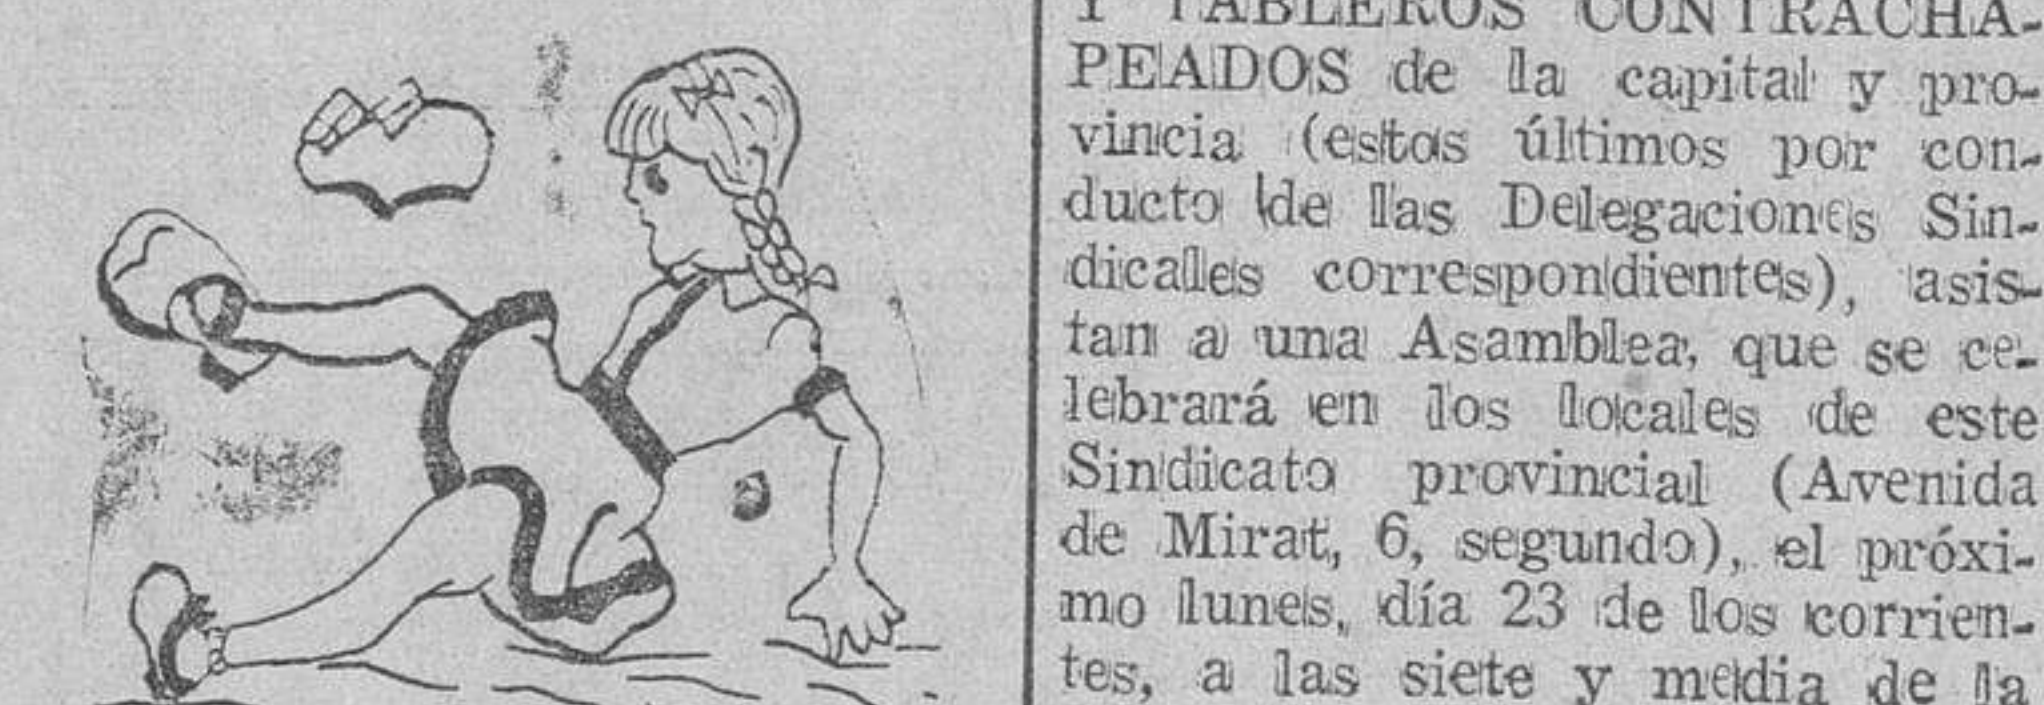 Y TABLEROS CONTRACHA-
PEADOS de la capital y pro-
vincia (estos últimos por con-
ducto de las Delegaciones Sin-
dicales correspondientes), asis-
tan a una Asamblea, que se ce-
lebrará en los locales de este
Sindicato provincial (Avenida
de Mirat, 6, segundo), el próxi-
mo lunes, día 23 de los corrien-
tes, a las siete y media de la